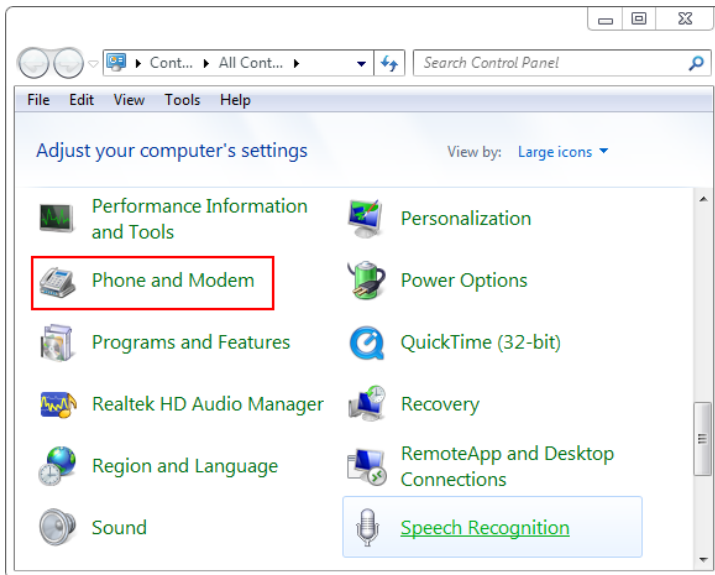 Cont... All Cont... Search Control Panel
File Edit View Tools Help
Adjust your computer's settings View by: Large icons
Performance Information
and Tools
Personalization
Phone and Modem Power Options
Programs and Features QuickTime (32-bit)
Realtek HD Audio Manager Recovery
Region and Language
RemoteApp and Desktop
Connections
Sound Speech Recognition